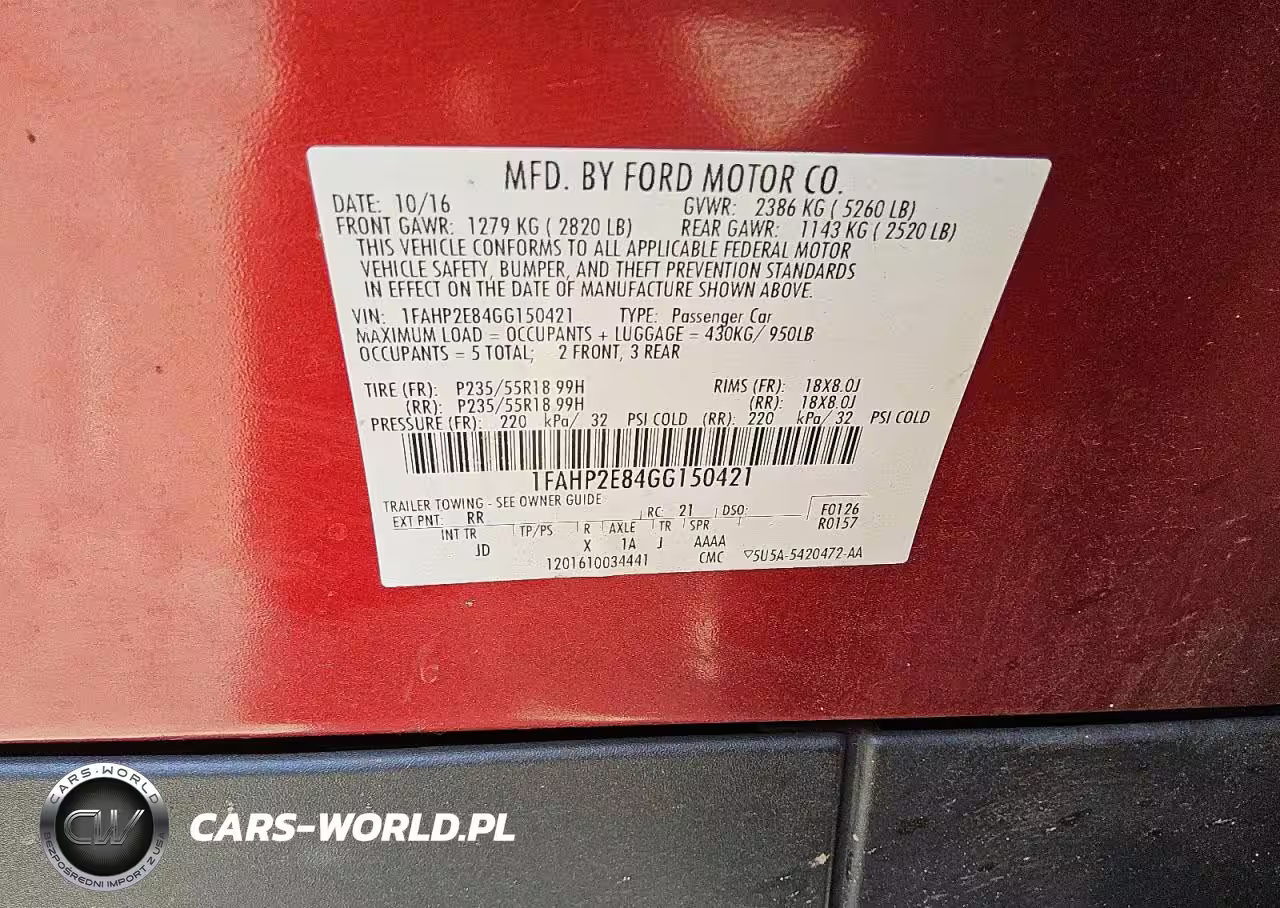 MFD. BY FORD MOTOR CO.
DATE: 10/16 GVWR: 2386 KG ( 5260 LB)
FRONT GAWR: 1279 KG ( 2820 LB) REAR GAWR: 1143 KG ( 2520 LB)
THIS VEHICLE CONFORMS TO ALL APPLICABLE FEDERAL MOTOR
VEHICLE SAFETY, BUMPER, AND THEFT PREVENTION STANDARDS
IN EFFECT ON THE DATE OF MANUFACTURE SHOWN ABOVE.
VIN: 1FAHP2E84GG150421 TYPE: Passenger Car
MAXIMUM LOAD = OCCUPANTS + LUGGAGE = 430KG/ 950LB
OCCUPANTS = 5 TOTAL; 2 FRONT, 3 REAR
TIRE (FR): P235/55R18 99H RIMS (FR): 18X8.0J
(RR): P235/55R18 99H (RR): 18X8.0J
PRESSURE (FR): 220 kPa/ 32 PSI COLD (RR): 220 kPa/ 32 PSI COLD
1FAHP2E84GG150421
TRAILER TOWING - SEE OWNER GUIDE
EXT PNT: RR RC: 21 DSO: F0126
INT TR TP/PS R AXLE TR SPR R0157
JD X 1A J AAAA
1201610034441 CMC ▽5U5A-5420472-AA
CARS-WORLD
CW
BEZPOŚREDNI IMPORT Z USA
CARS-WORLD.PL